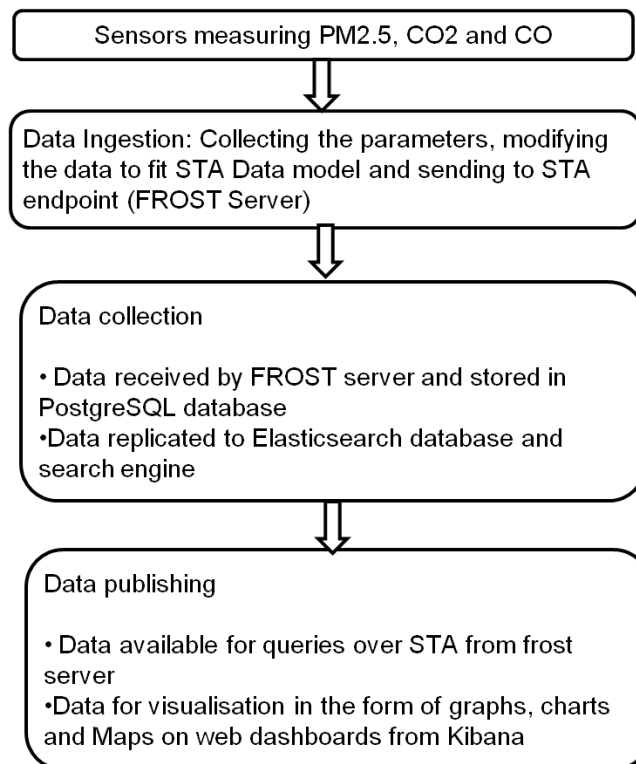 Sensors measuring PM2.5, CO2 and CO
Data Ingestion: Collecting the parameters, modifying
the data to fit STA Data model and sending to STA
endpoint (FROST Server)
Data collection
• Data received by FROST server and stored in
PostgreSQL database
•Data replicated to Elasticsearch database and
search engine
Data publishing
• Data available for queries over STA from frost
server
•Data for visualisation in the form of graphs, charts
and Maps on web dashboards from Kibana